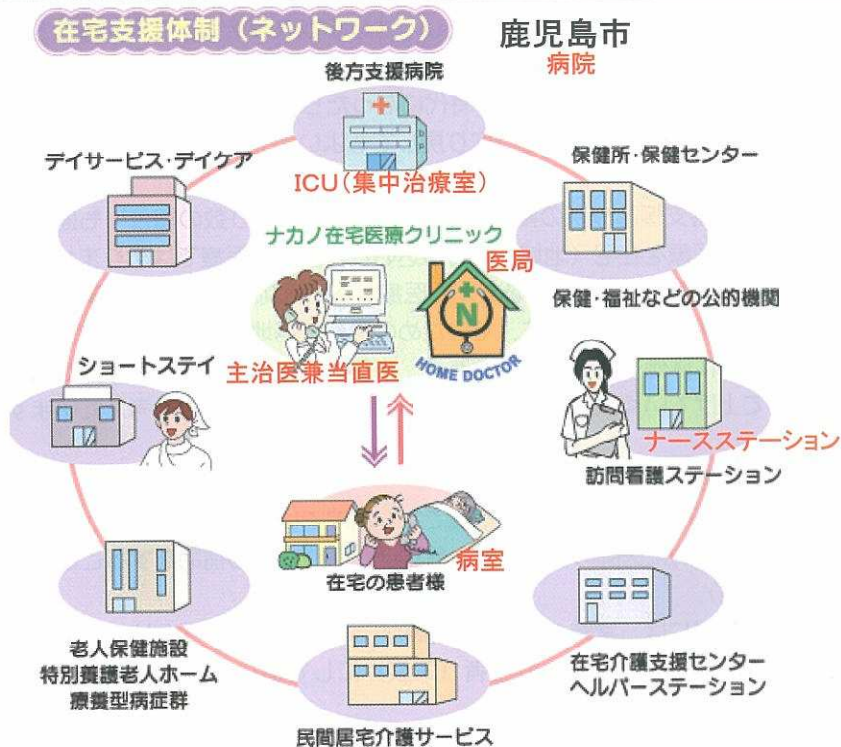 在宅支援体制（ネットワーク）
鹿児島市
病院
後方支援病院
ICU（集中治療室）
デイサービス・デイケア
保健所・保健センター
ナカノ在宅医療クリニック
医局
N
HOME DOCTOR
主治医兼当直医
保健・福祉などの公的機関
ショートステイ
ナースステーション
訪問看護ステーション
病室
在宅の患者様
老人保健施設
特別養護老人ホーム
療養型病症群
在宅介護支援センター
ヘルパーステーション
民間居宅介護サービス